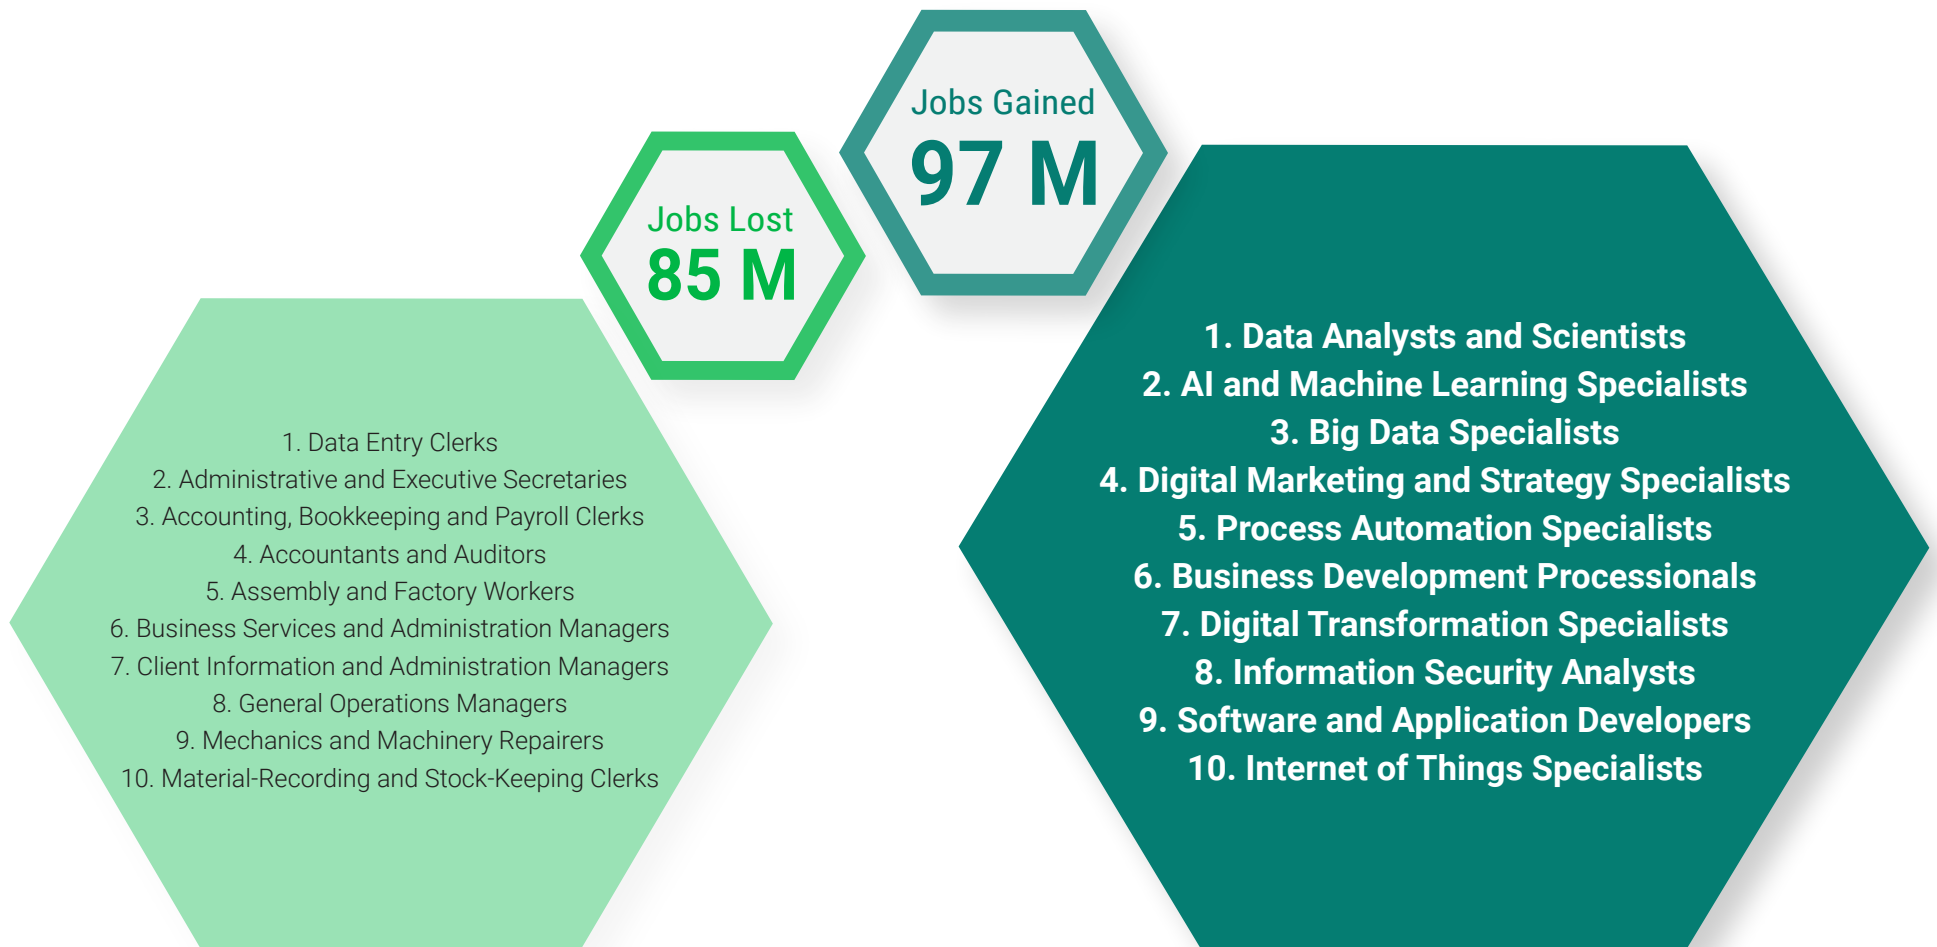 Jobs Gained
97 M
Jobs Lost
85 M
1. Data Entry Clerks
2. Administrative and Executive Secretaries
3. Accounting, Bookkeeping and Payroll Clerks
4. Accountants and Auditors
5. Assembly and Factory Workers
6. Business Services and Administration Managers
7. Client Information and Administration Managers
8. General Operations Managers
9. Mechanics and Machinery Repairers
10. Material-Recording and Stock-Keeping Clerks
1. Data Analysts and Scientists
2. AI and Machine Learning Specialists
3. Big Data Specialists
4. Digital Marketing and Strategy Specialists
5. Process Automation Specialists
6. Business Development Processionals
7. Digital Transformation Specialists
8. Information Security Analysts
9. Software and Application Developers
10. Internet of Things Specialists